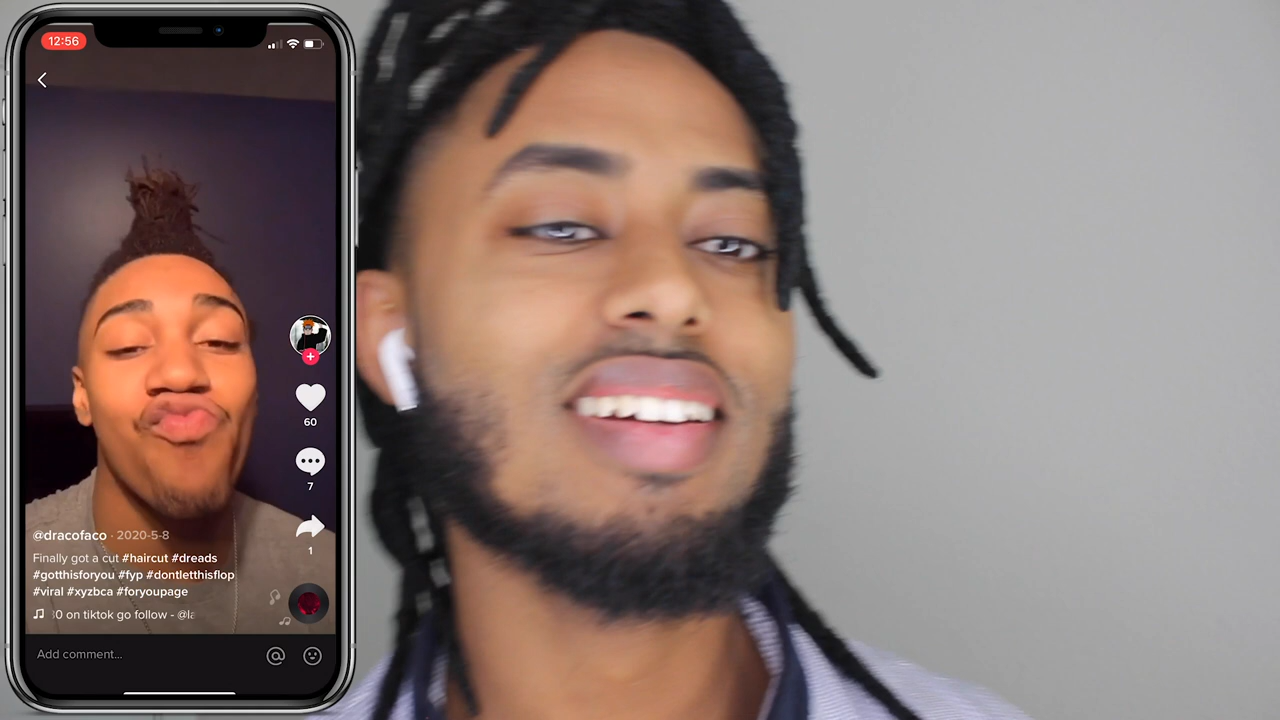 12:56
60
7
1
@dracofaco · 2020-5-8
Finally got a cut #haircut #dreads
#gotthisforyou #fyp #dontletthisflop
#viral #xyzbca #foryoupage
on tiktok go follow -
Add comment...